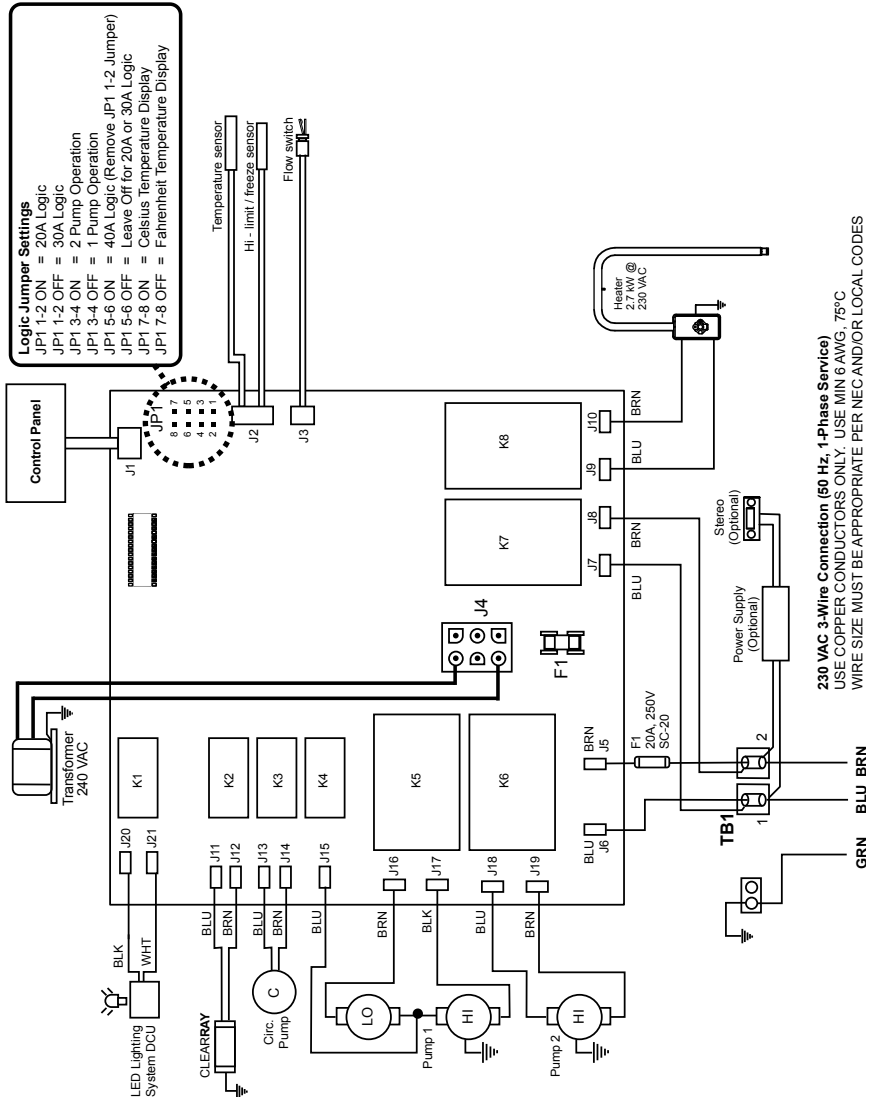 Logic Jumper Settings
JP1 1-2 ON = 20A Logic
JP1 1-2 OFF = 30A Logic
JP1 3-4 ON = 2 Pump Operation
JP1 3-4 OFF = 1 Pump Operation
JP1 5-6 ON = 40A Logic (Remove JP1 1-2 Jumper)
JP1 5-6 OFF = Leave Off for 20A or 30A Logic
JP1 7-8 ON = Celsius Temperature Display
JP1 7-8 OFF = Fahrenheit Temperature Display
Control Panel
J1
JP1
8 7
6 5
4 3
2 1
J2
J3
Temperature sensor
Hi - limit / freeze sensor
Flow switch
Transformer
240 VAC
J4
F1
K1
K2
K3
K4
K5
K6
K7
K8
J20
J21
BLK
WHT
LED Lighting
System DCU
J11
J12
BLU
BRN
CLEARRAY
J13
J14
BLU
BRN
C
Circ.
Pump
J15
BLU
J16
BRN
J17
BLK
LO
HI
Pump 1
J18
BLU
J19
BRN
HI
Pump 2
J6
BLU
J5
BRN
F1
20A, 250V
SC-20
J7
BLU
J8
BRN
J9
BLU
J10
BRN
Heater
2.7 kW @
230 VAC
TB1
1
2
Power Supply
(Optional)
Stereo
(Optional)
GRN
BLU
BRN
230 VAC 3-Wire Connection (50 Hz, 1-Phase Service)
USE COPPER CONDUCTORS ONLY. USE MIN 6 AWG, 75°C
WIRE SIZE MUST BE APPROPRIATE PER NEC AND/OR LOCAL CODES